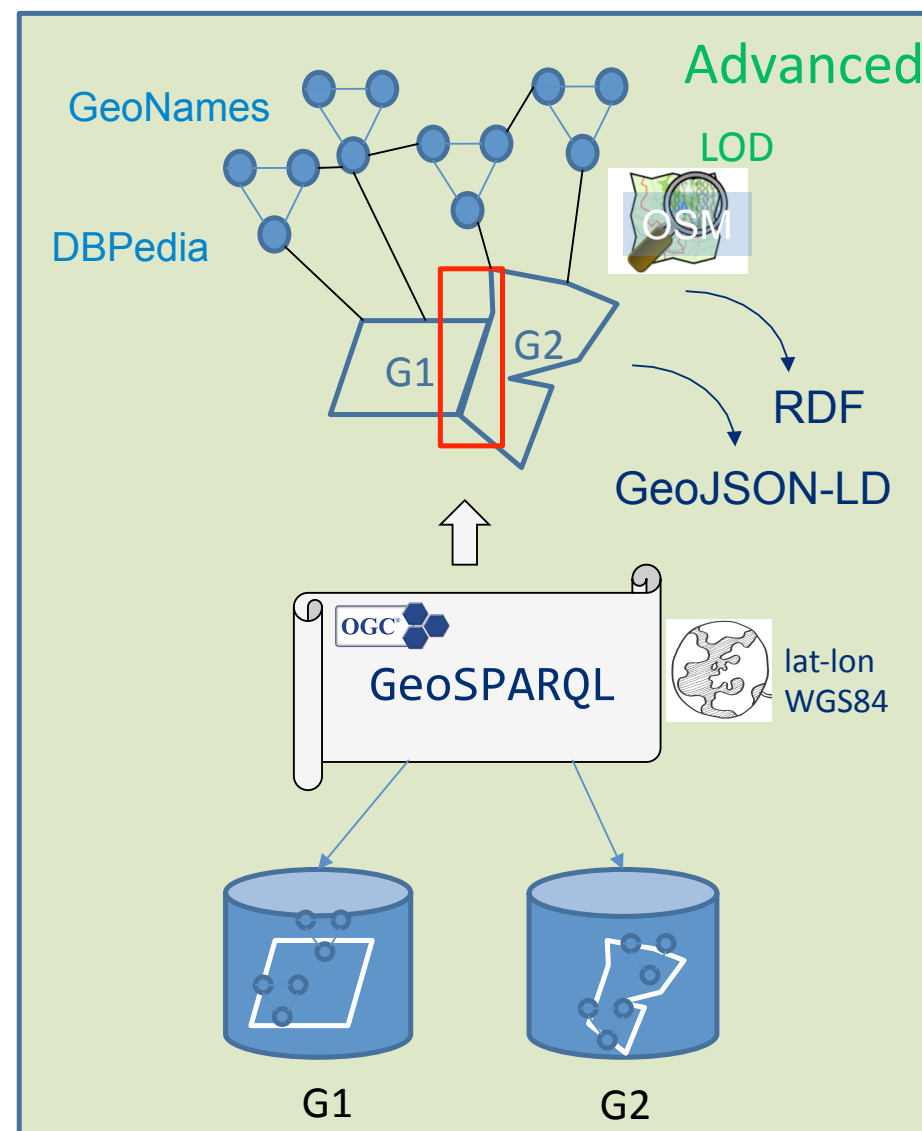 Advanced
GeoNames
LOD
DBPedia
OSM
G1
G2
RDF
GeoJSON-LD
OGC®
GeoSPARQL
lat-lon
WGS84
G1
G2